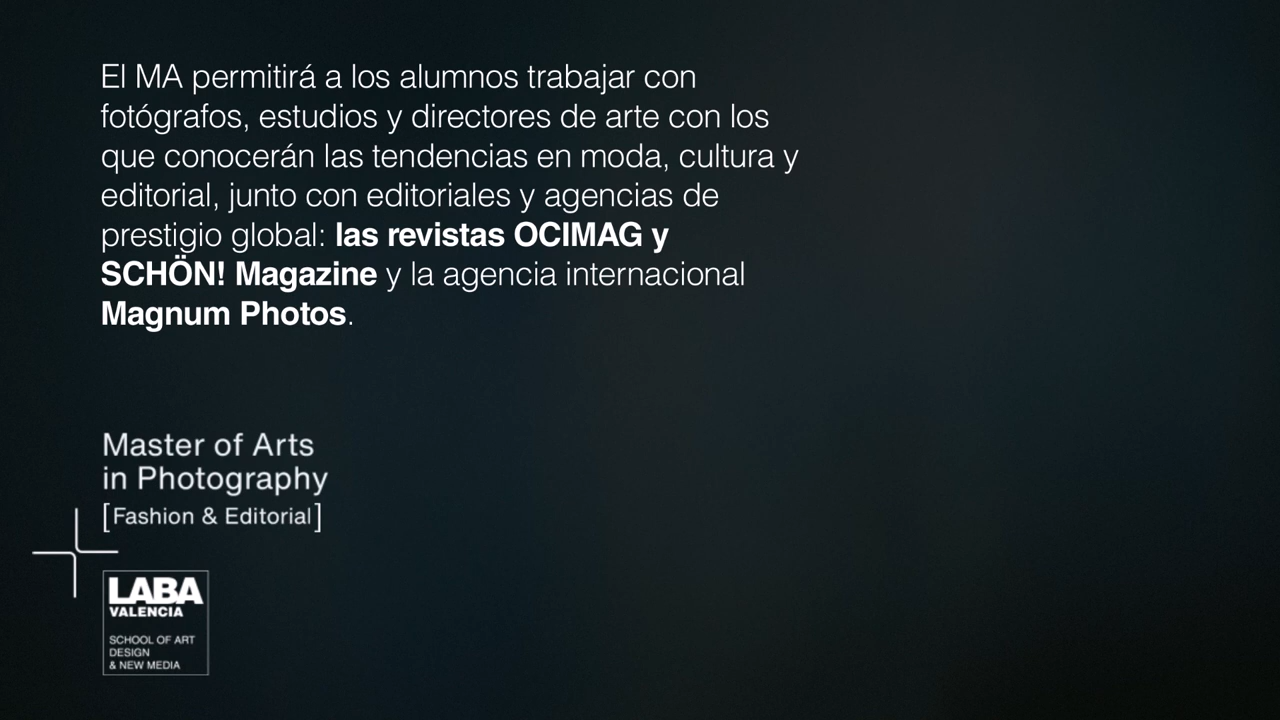 El MA permitirá a los alumnos trabajar con
fotógrafos, estudios y directores de arte con los
que conocerán las tendencias en moda, cultura y
editorial, junto con editoriales y agencias de
prestigio global: las revistas OCIMAG y
SCHÖN! Magazine y la agencia internacional
Magnum Photos.
Master of Arts
in Photography
[Fashion & Editorial]
LABA
VALENCIA
SCHOOL OF ART
DESIGN
& NEW MEDIA